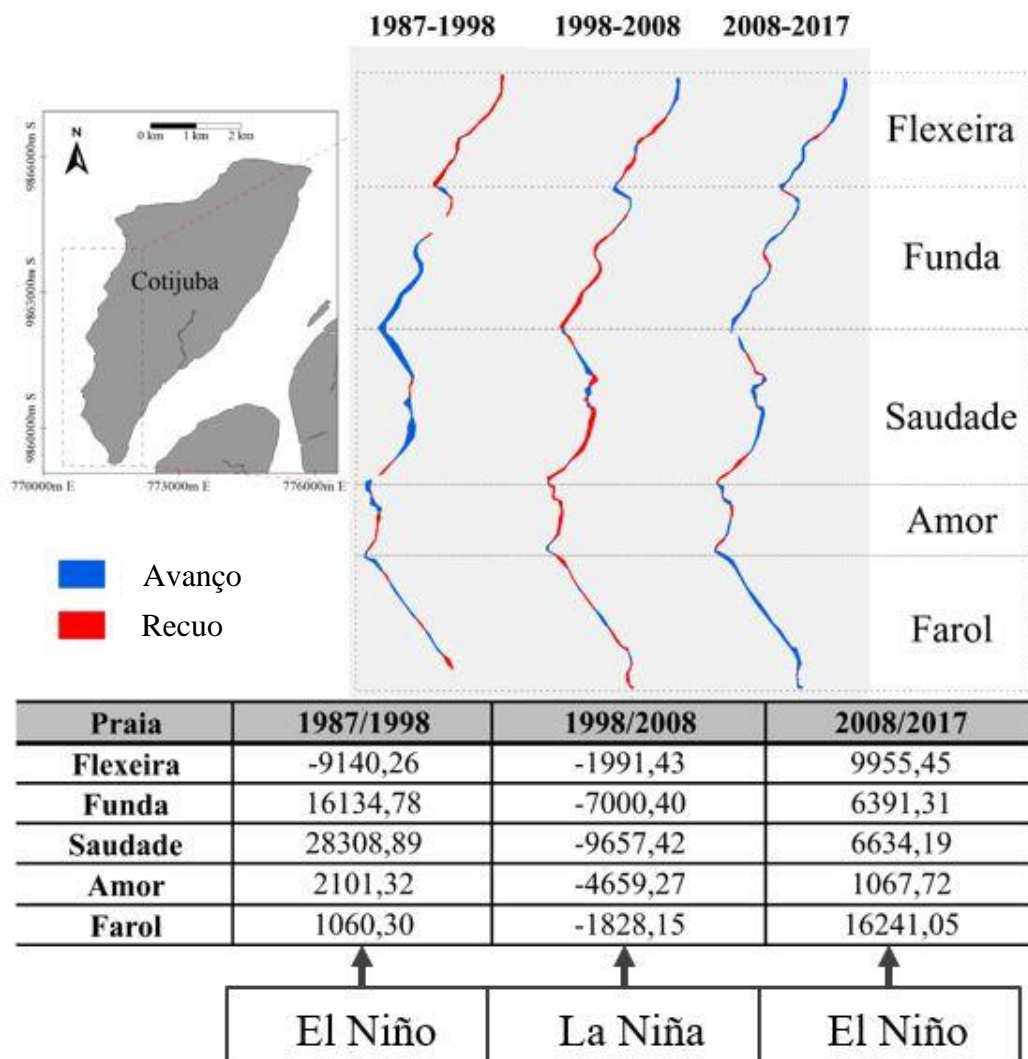 1987-1998 1998-2008 2008-2017
N
0 km 1 km 2 km
9866000m S
9863000m S
9860000m S
Cotijuba
770000m E 773000m E 776000m E
Flexeira
Funda
Saudade
Amor
Farol
Avanço
Recuo
Praia 1987/1998 1998/2008 2008/2017
Flexeira -9140,26 -1991,43 9955,45
Funda 16134,78 -7000,40 6391,31
Saudade 28308,89 -9657,42 6634,19
Amor 2101,32 -4659,27 1067,72
Farol 1060,30 -1828,15 16241,05
El Niño La Niña El Niño